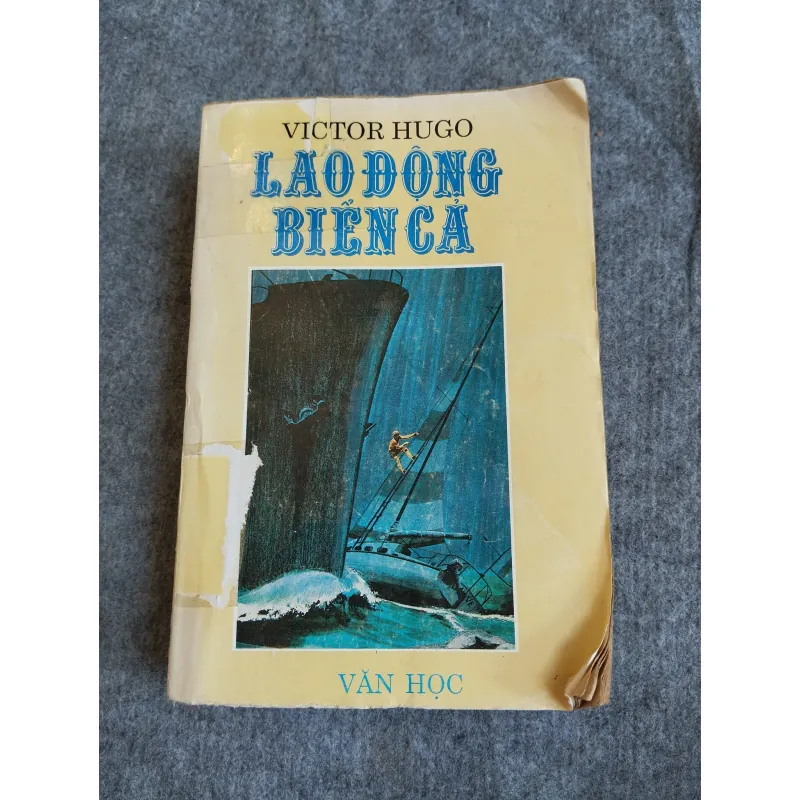 VICTOR HUGO
LAO ĐỘNG
BIỂN CẢ
VĂN HỌC